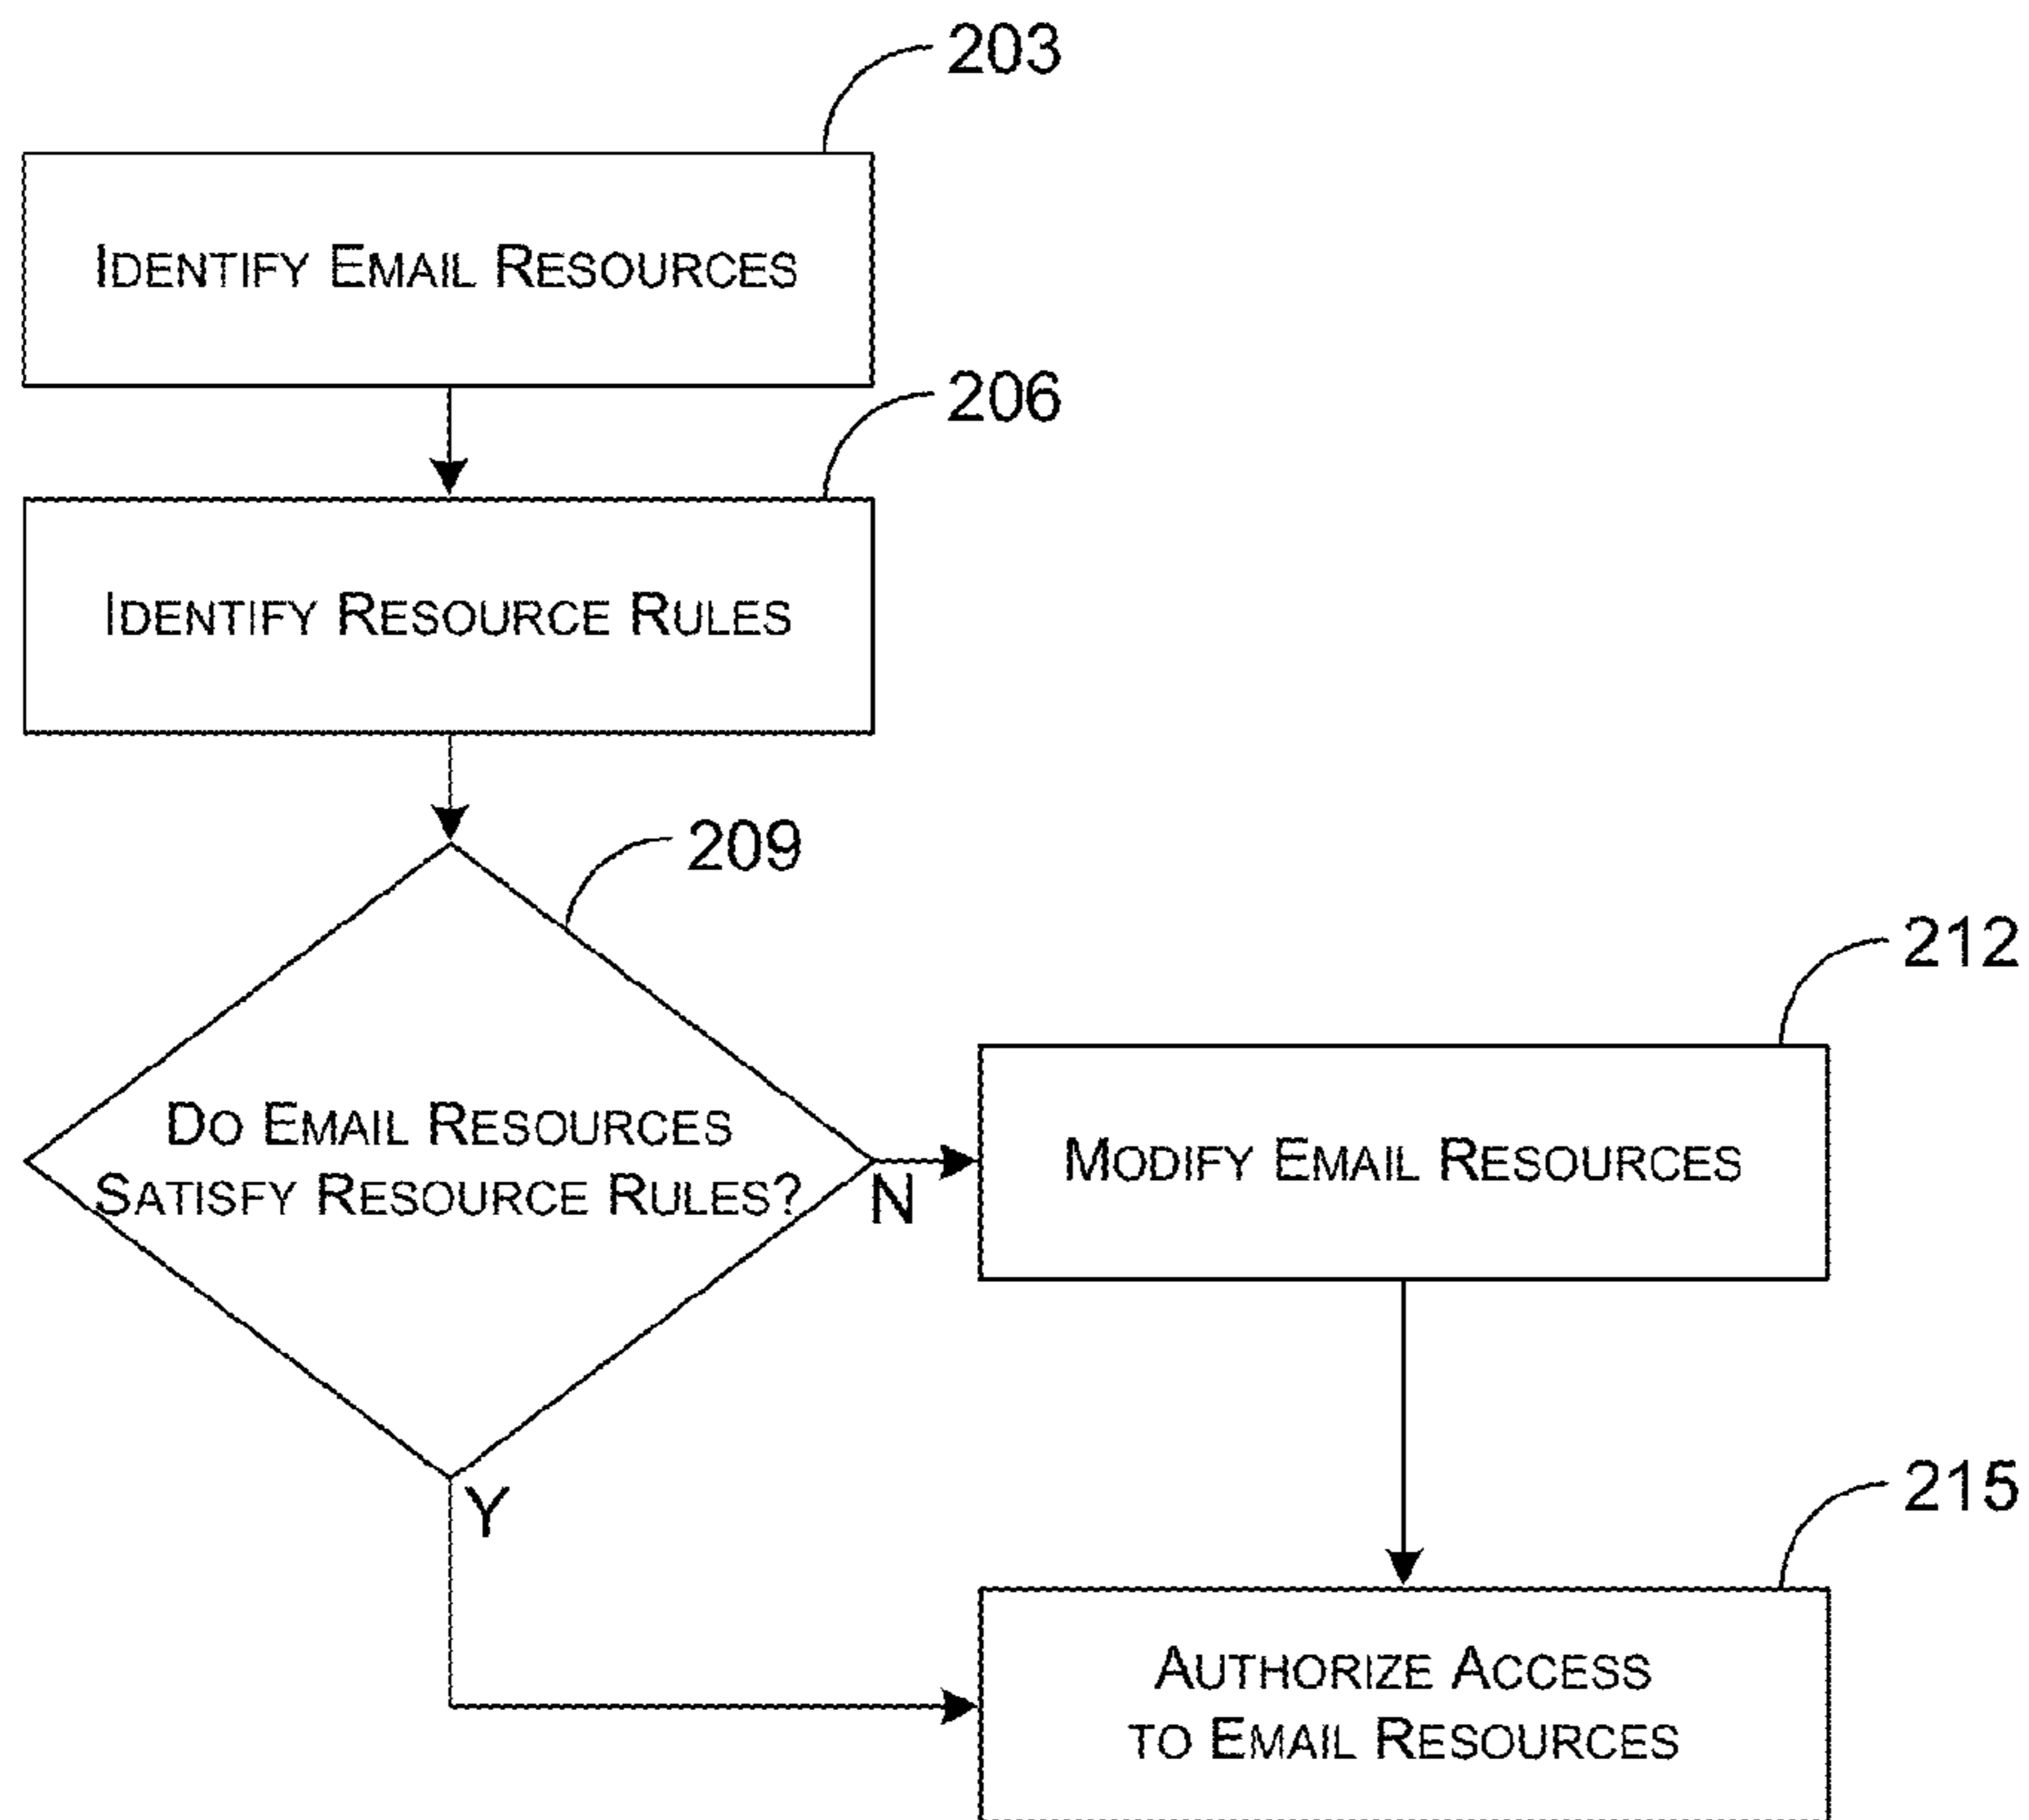 203
IDENTIFY EMAIL RESOURCES
206
IDENTIFY RESOURCE RULES
209
DO EMAIL RESOURCES
SATISFY RESOURCE RULES?
N
212
MODIFY EMAIL RESOURCES
Y
215
AUTHORIZE ACCESS
TO EMAIL RESOURCES